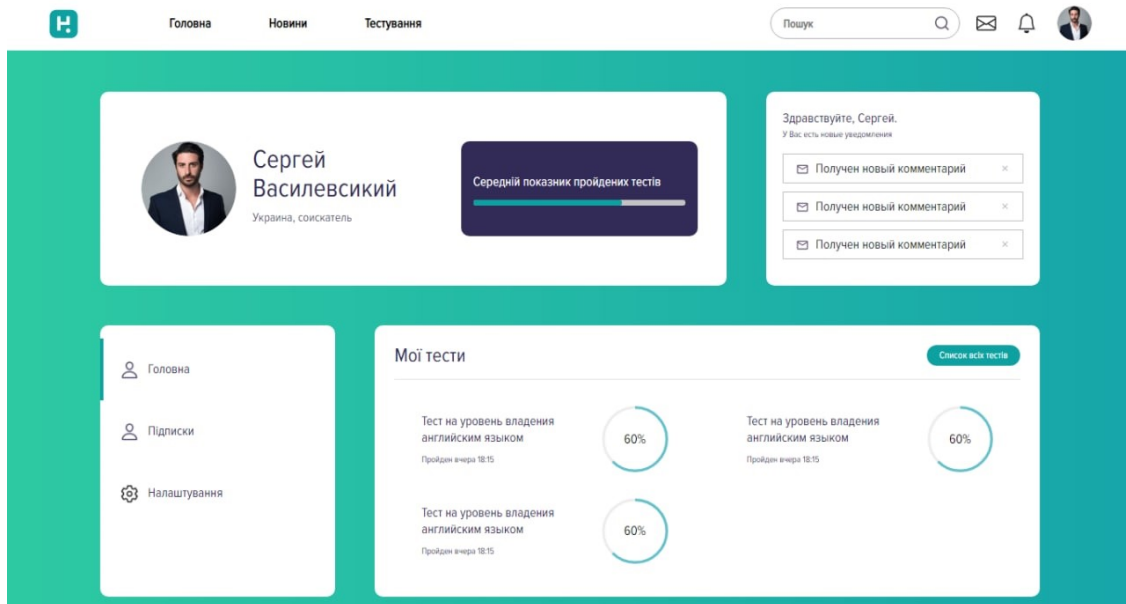 H.
Головна
Новини
Тестування
Пошук
Сергей
Василевсикий
Украина, соискатель
Середній показник пройдених тестів
Здравствуйте, Сергей.
У Вас есть новые уведомления
Получен новый комментарий
Получен новый комментарий
Получен новый комментарий
Головна
Підписки
Налаштування
Мої тести
Список всіх тестів
Тест на уровень владения
английским языком
Пройден вчера 18:15
60%
Тест на уровень владения
английским языком
Пройден вчера 18:15
60%
Тест на уровень владения
английским языком
Пройден вчера 18:15
60%